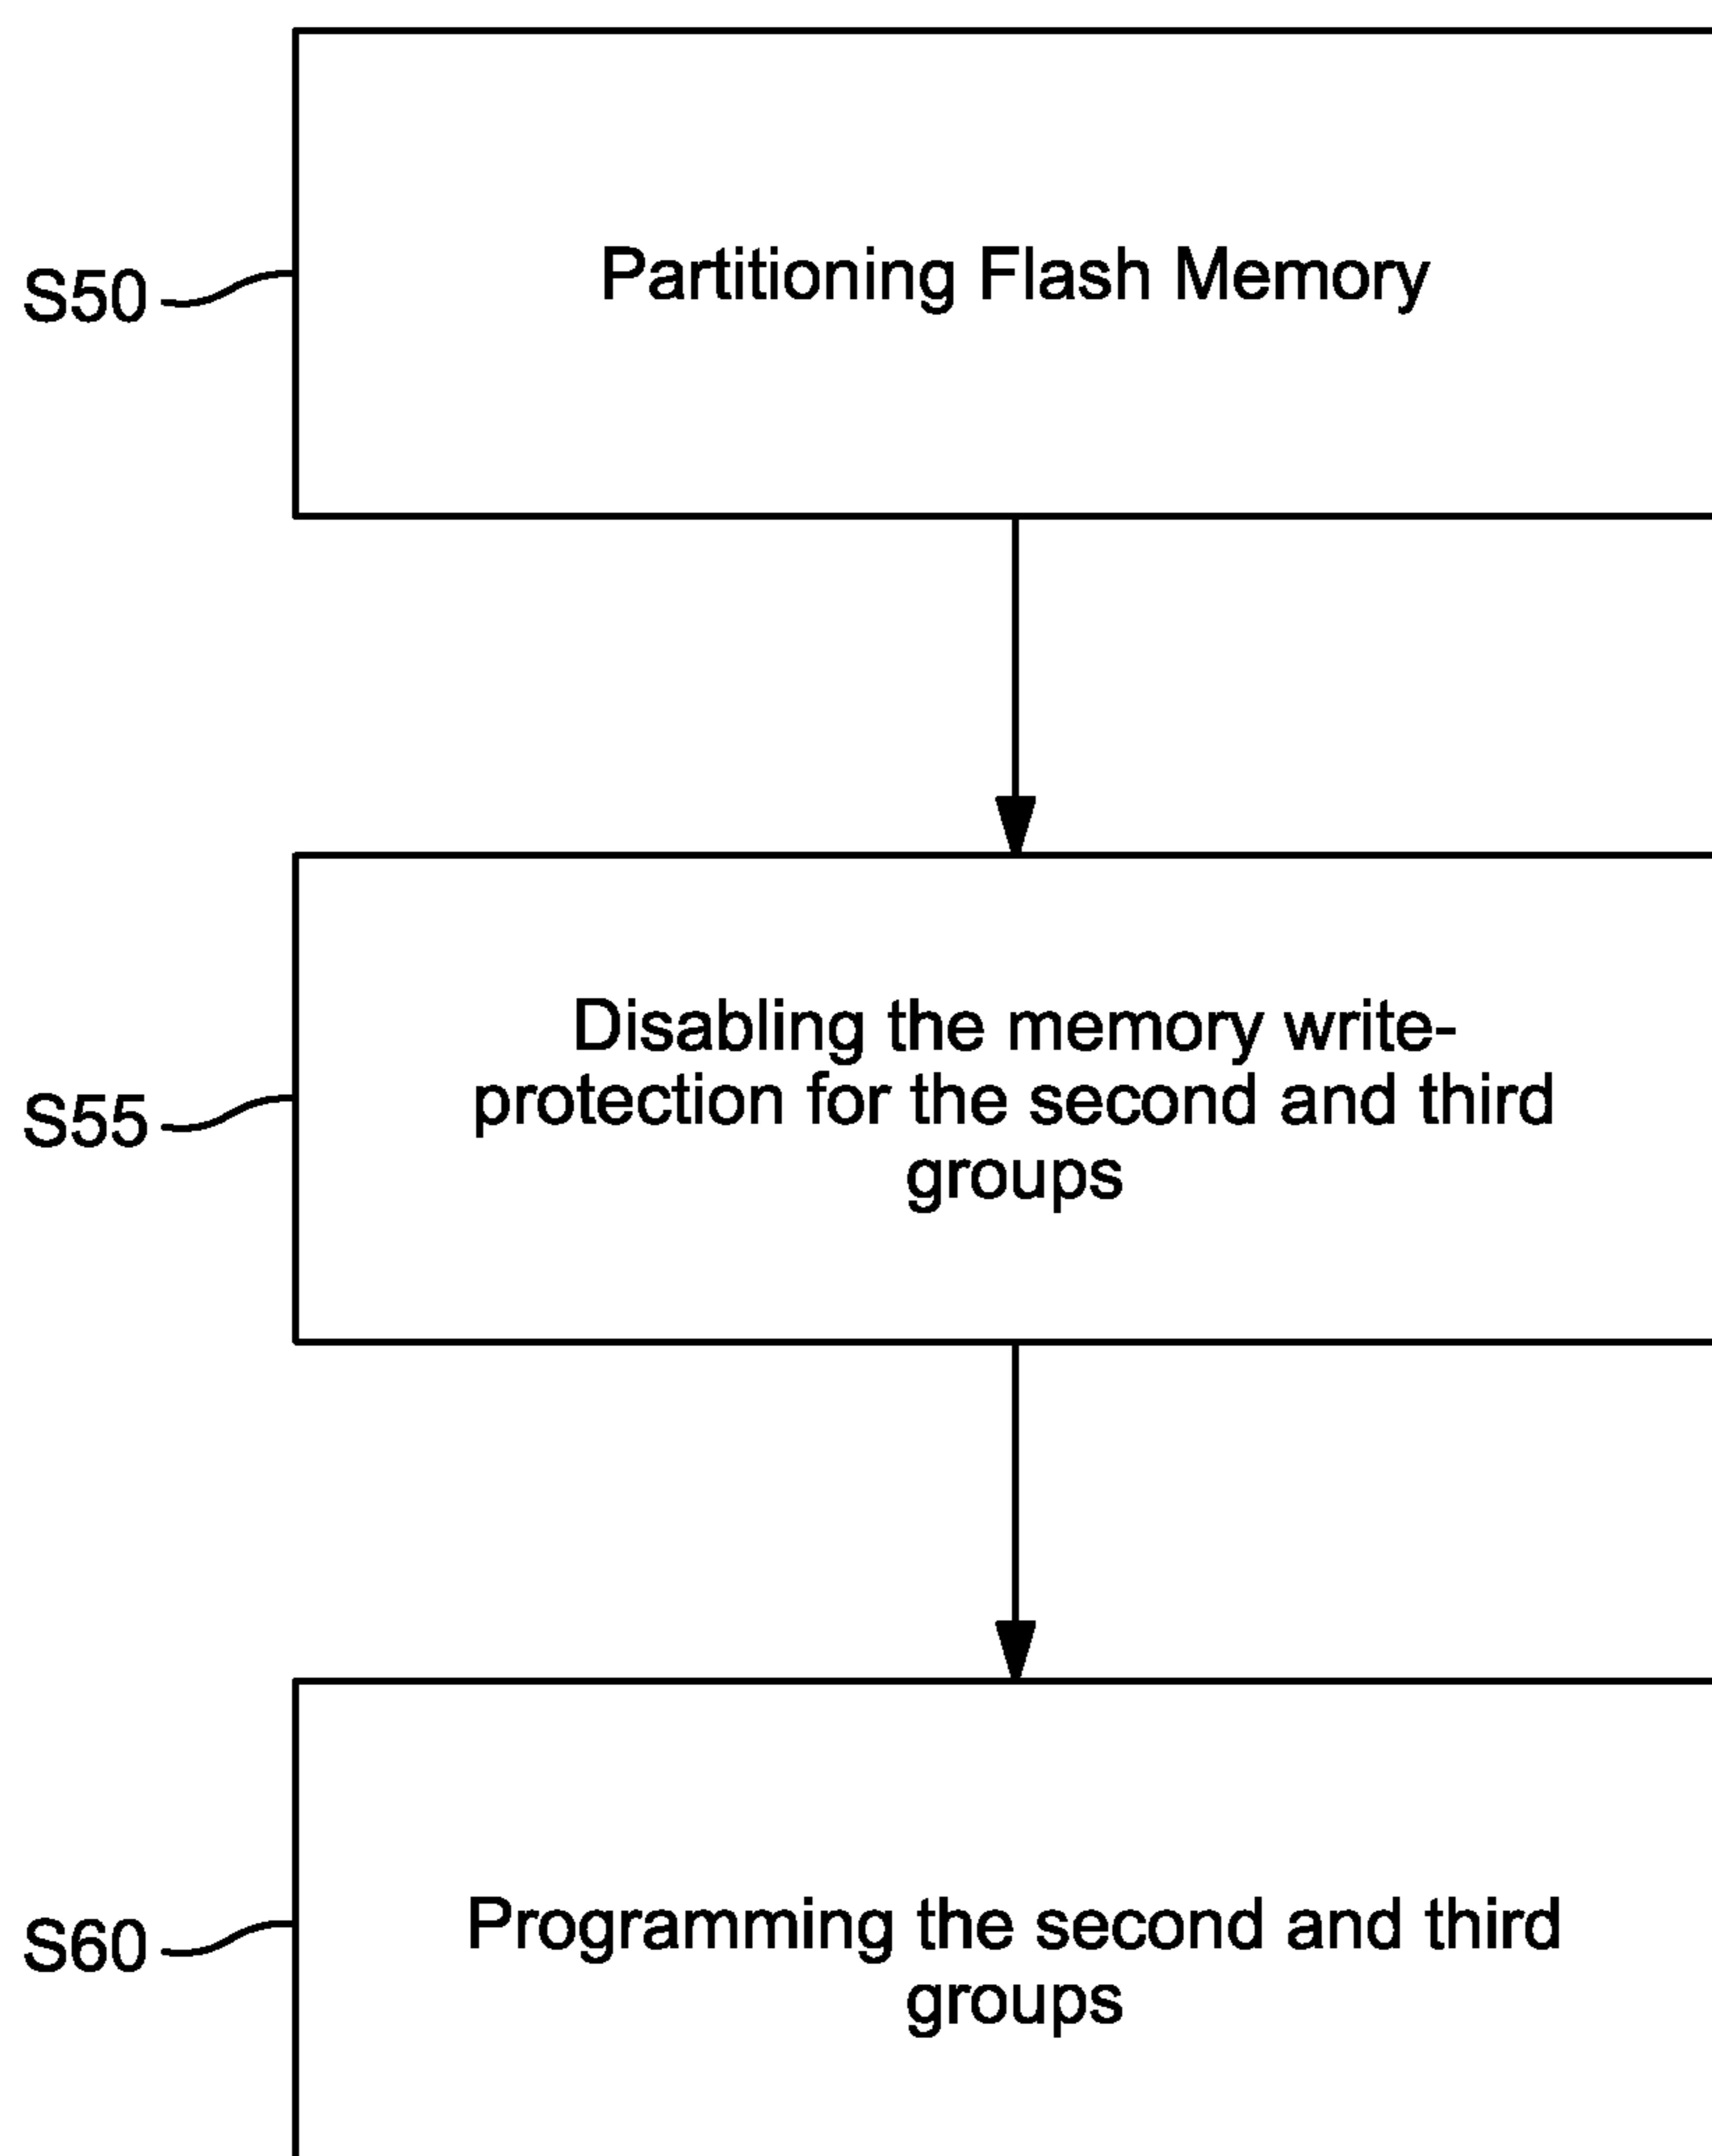 S50
Partitioning Flash Memory
S55
Disabling the memory write-
protection for the second and third
groups
S60
Programming the second and third
groups